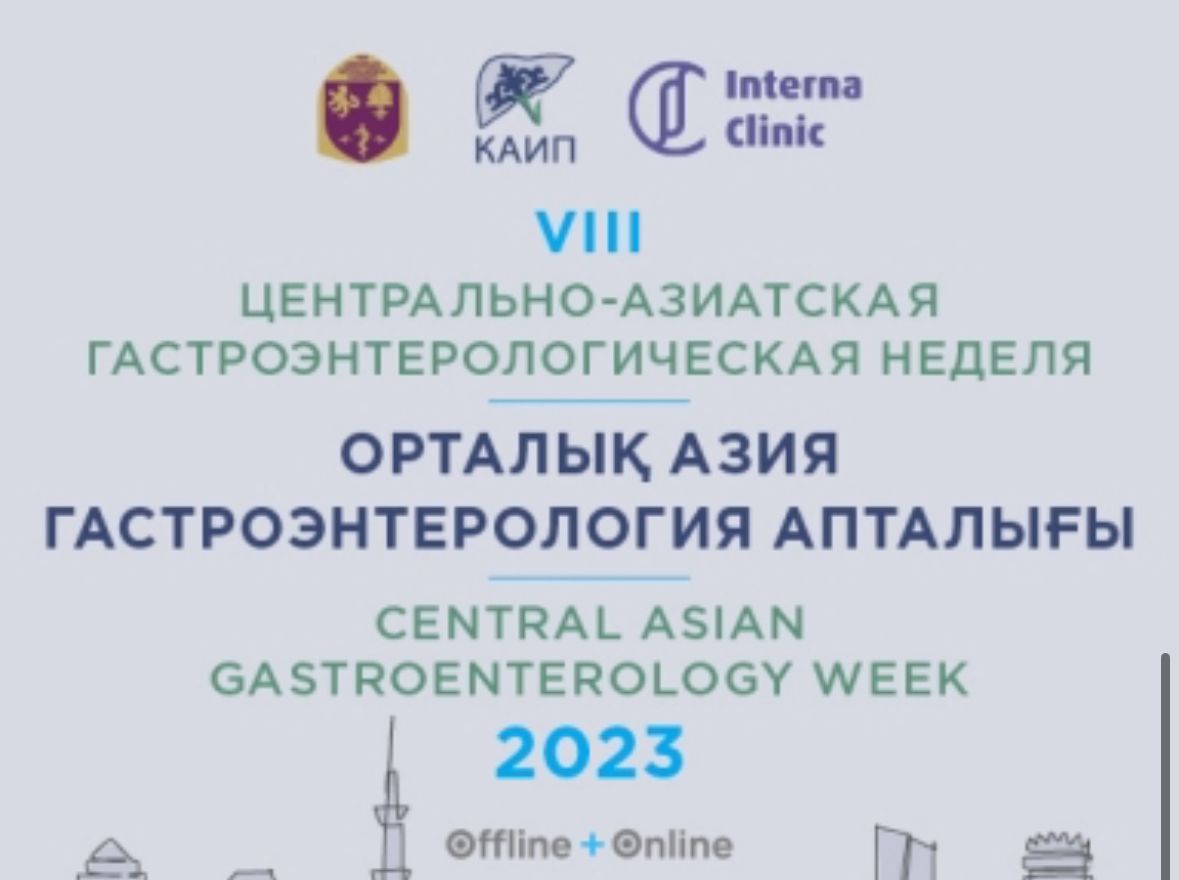 КАИП
Interna
Clinic
VIII
ЦЕНТРАЛЬНО-АЗИАТСКАЯ
ГАСТРОЭНТЕРОЛОГИЧЕСКАЯ НЕДЕЛЯ
ОРТАЛЫҚ АЗИЯ
ГАСТРОЭНТЕРОЛОГИЯ АПТАЛЫҒЫ
CENTRAL ASIAN
GASTROENTEROLOGY WEEK
2023
Offline + Online